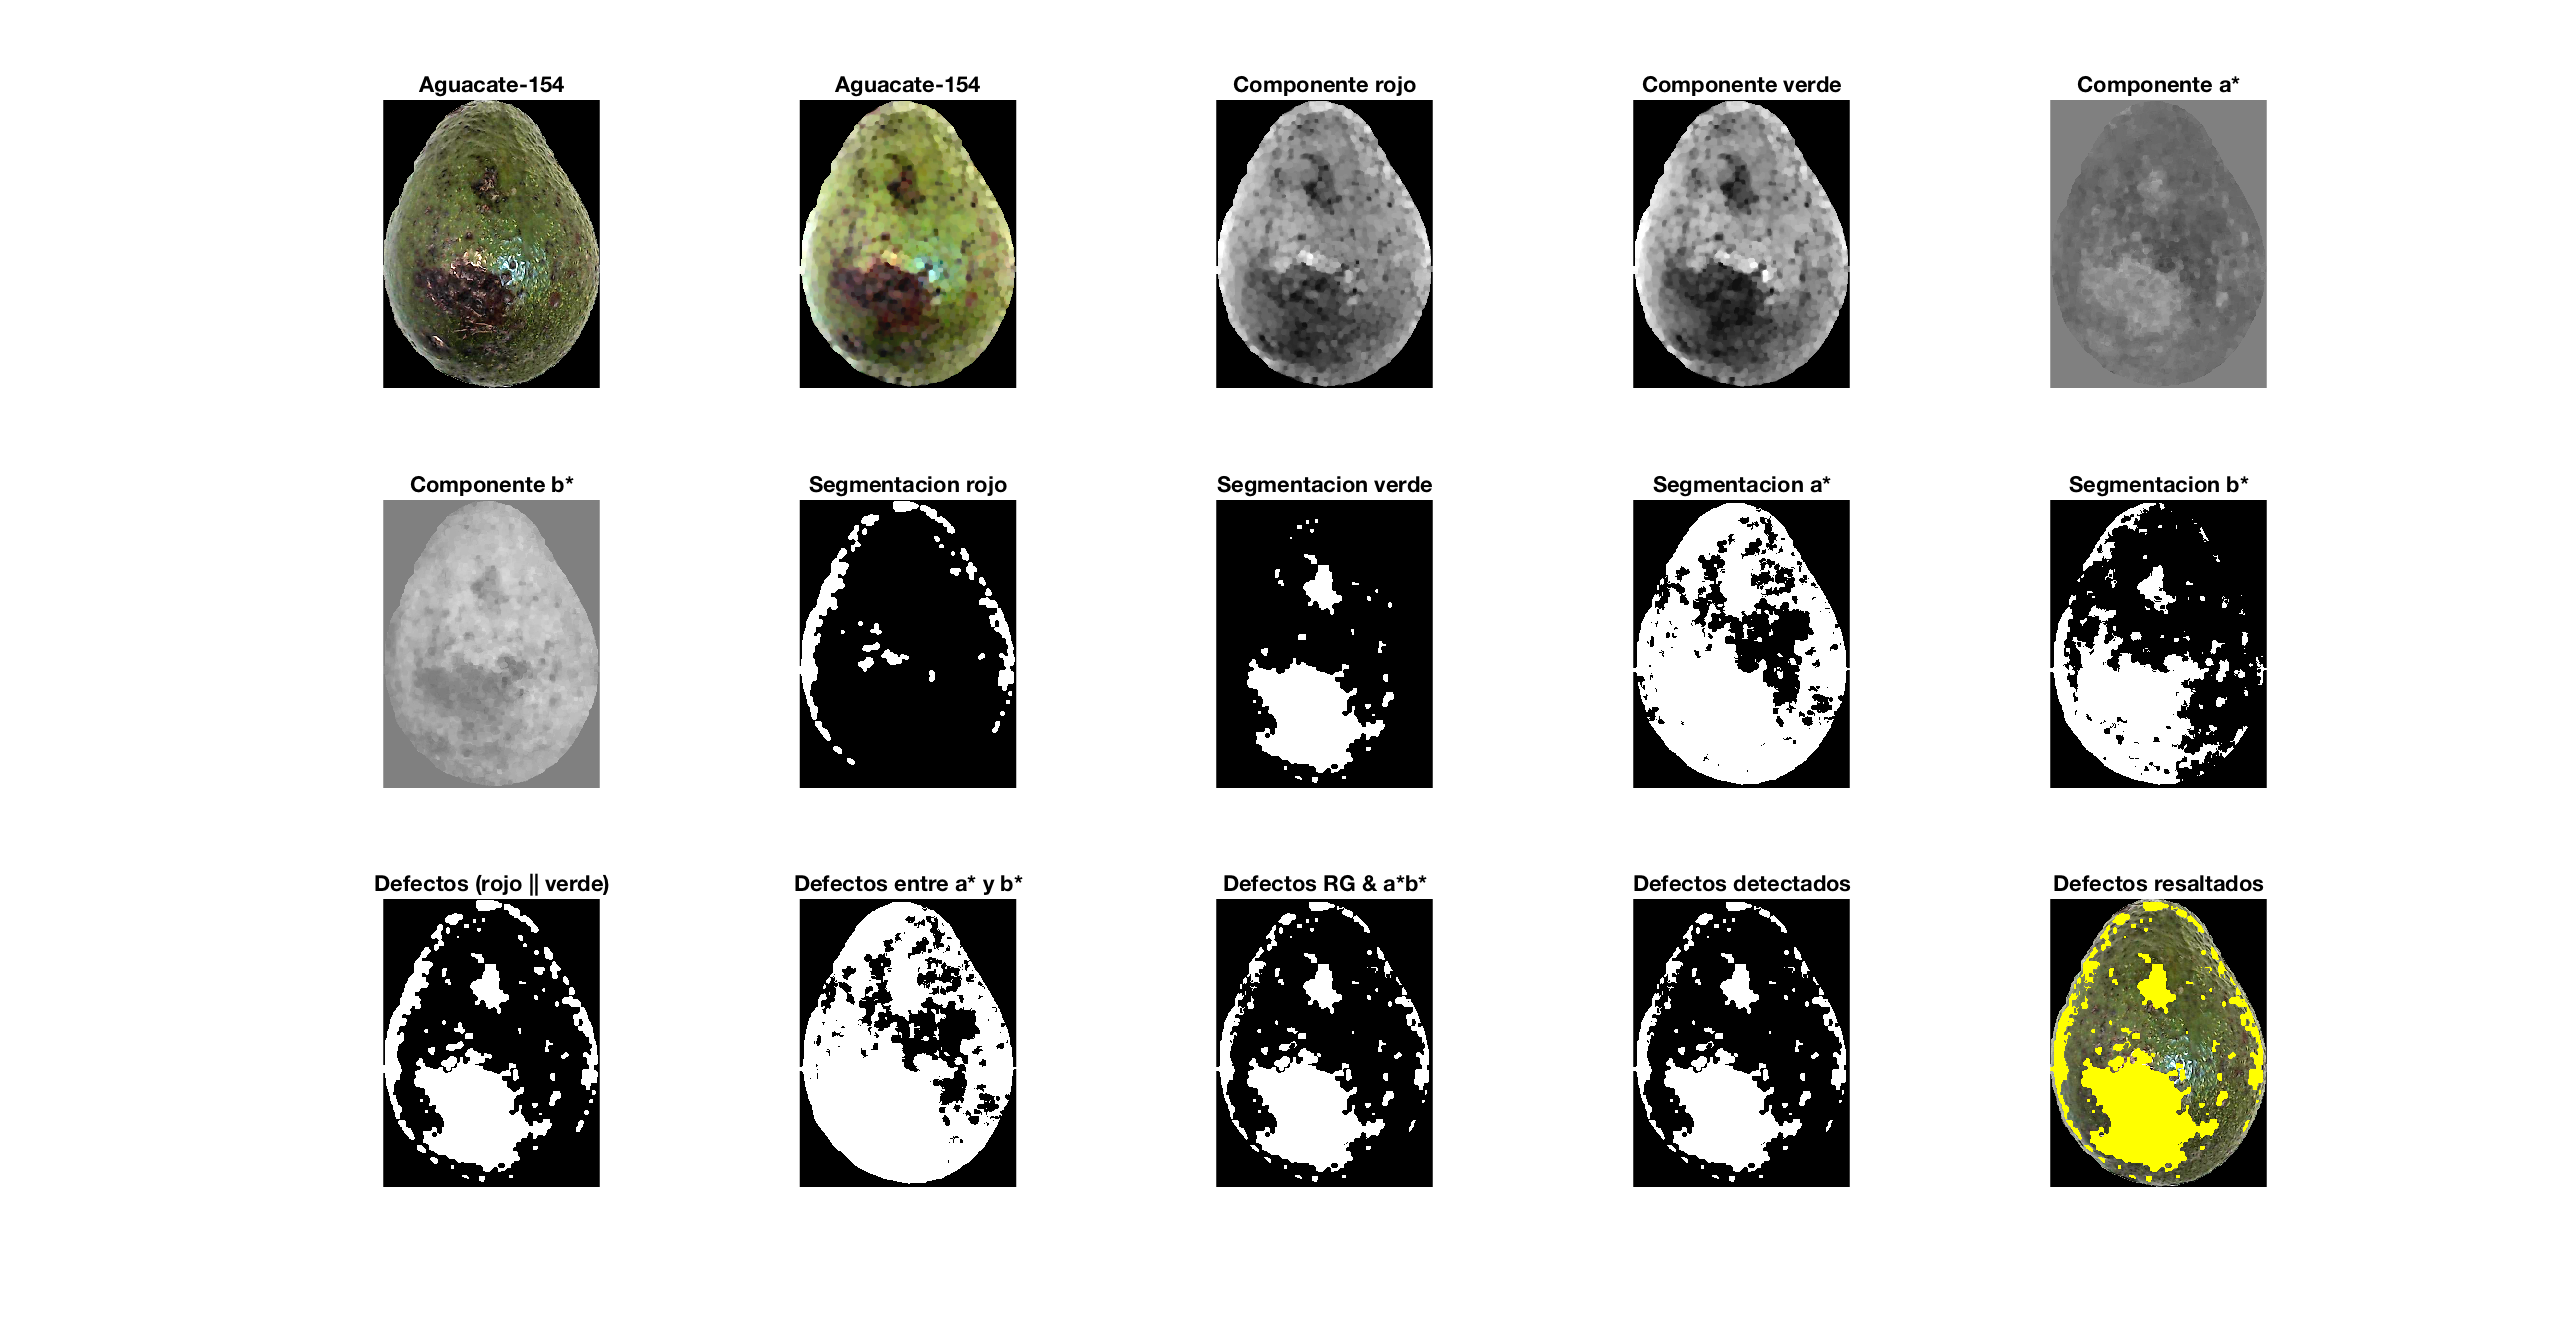 Aguacate-154
Aguacate-154
Componente rojo
Componente verde
Componente a*
Componente b*
Segmentacion rojo
Segmentacion verde
Segmentacion a*
Segmentacion b*
Defectos (rojo || verde)
Defectos entre a* y b*
Defectos RG & a*b*
Defectos detectados
Defectos resaltados